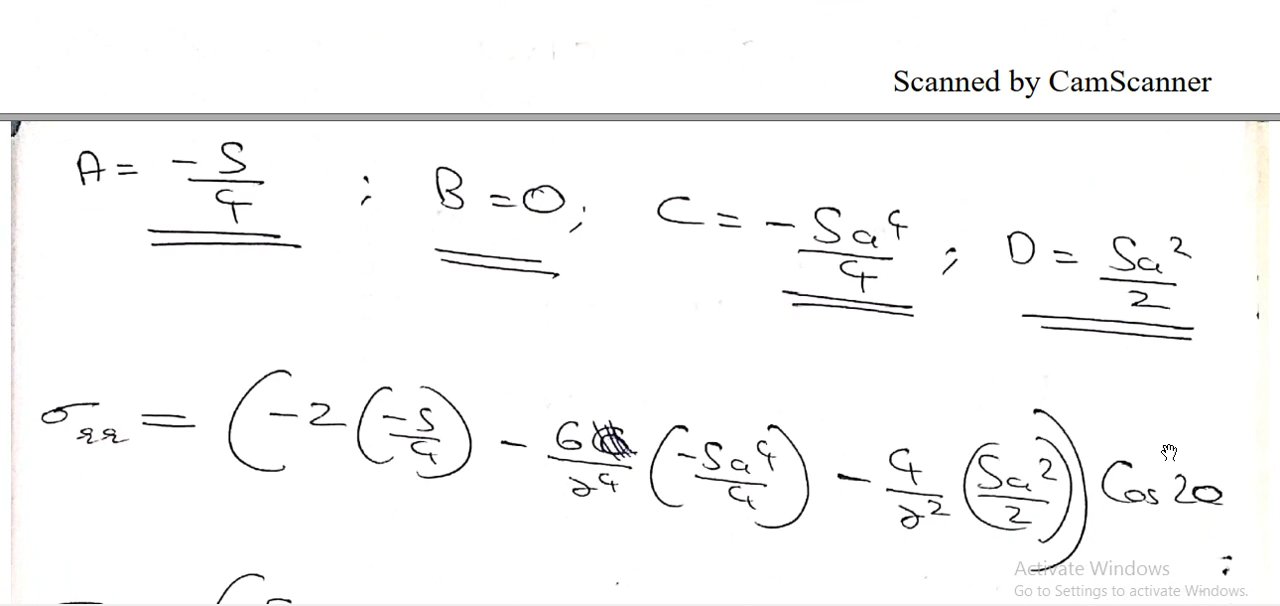 Scanned by CamScanner
A = -S/4 ; B = 0; C = -Sa⁴/4 ; D = Sa²/2
σrr = (-2(-S/4) - 6/r⁴ (-Sa⁴/4) - 4/r² (Sa²/2)) Cos 2θ
Activate Windows
Go to Settings to activate Windows.